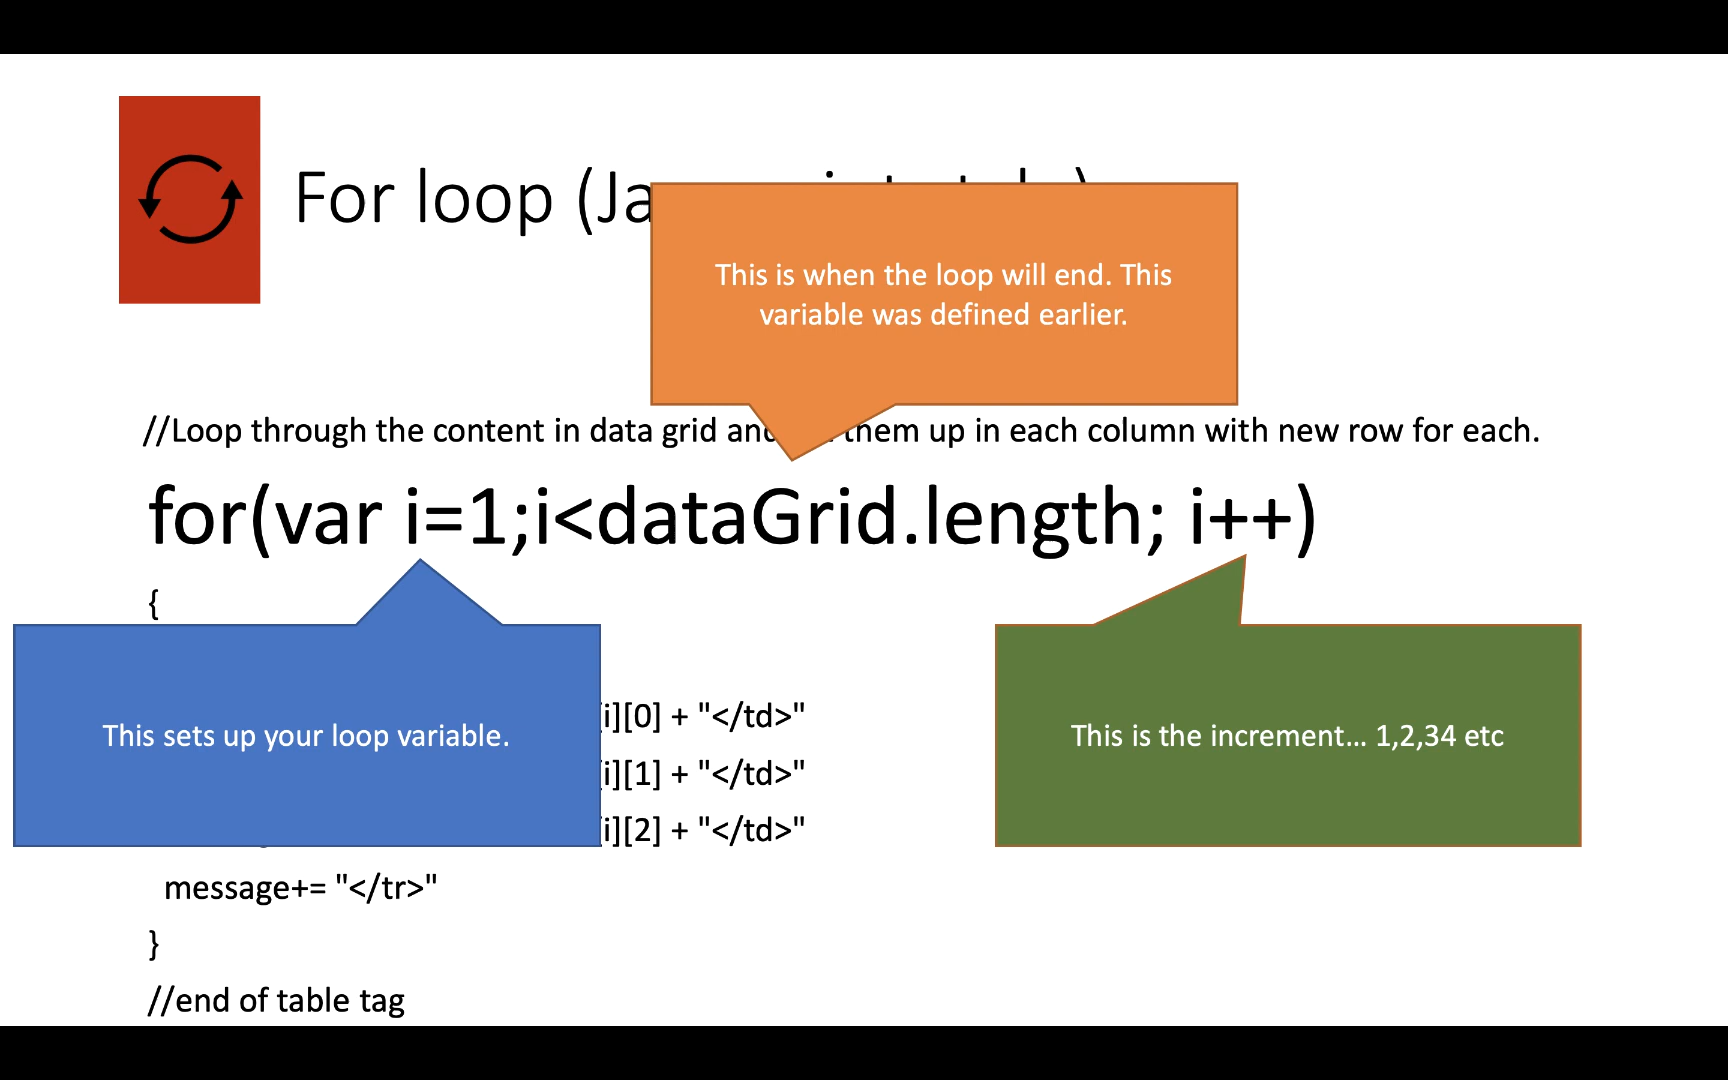 For loop (Ja
This is when the loop will end. This
variable was defined earlier.
//Loop through the content in data grid and them up in each column with new row for each.
for(var i=1;i<dataGrid.length; i++)
{
This sets up your loop variable.
This is the increment... 1,2,34 etc
i][0] + "</td>"
i][1] + "</td>"
i][2] + "</td>"
message+= "</tr>"
}
//end of table tag